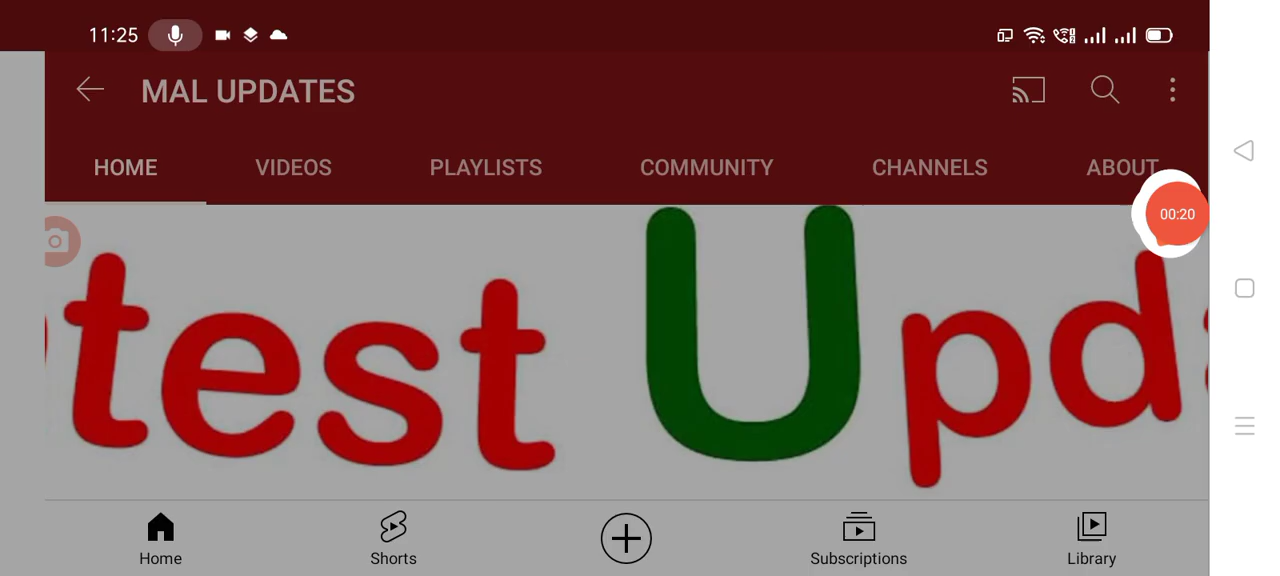 11:25
MAL UPDATES
HOME VIDEOS PLAYLISTS COMMUNITY CHANNELS ABOUT
00:20
test Upd
Home Shorts Subscriptions Library